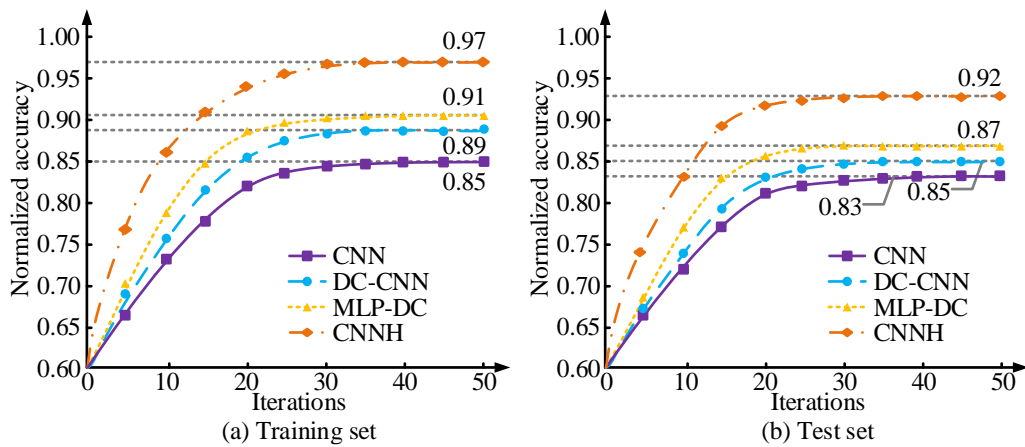 1.00
0.95
0.90
0.85
0.80
0.75
0.70
0.65
0.60
Normalized accuracy
0.97
0.91
0.89
0.85
CNN
DC-CNN
MLP-DC
CNNH
0 10 20 30 40 50
Iterations
(a) Training set
1.00
0.95
0.90
0.85
0.80
0.75
0.70
0.65
0.60
Normalized accuracy
0.92
0.87
0.85
0.83
CNN
DC-CNN
MLP-DC
CNNH
0 10 20 30 40 50
Iterations
(b) Test set